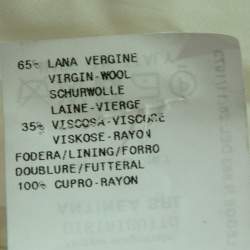 65% LANA VERGINE
VIRGIN-WOOL
SCHURWOLLE
LAINE-VIERGE
35% VISCOSA-VISCOSE
VISKOSE-RAYON
FODERA/LINING/FORRO
DOUBLURE/FUTTERAL
100% CUPRO-RAYON